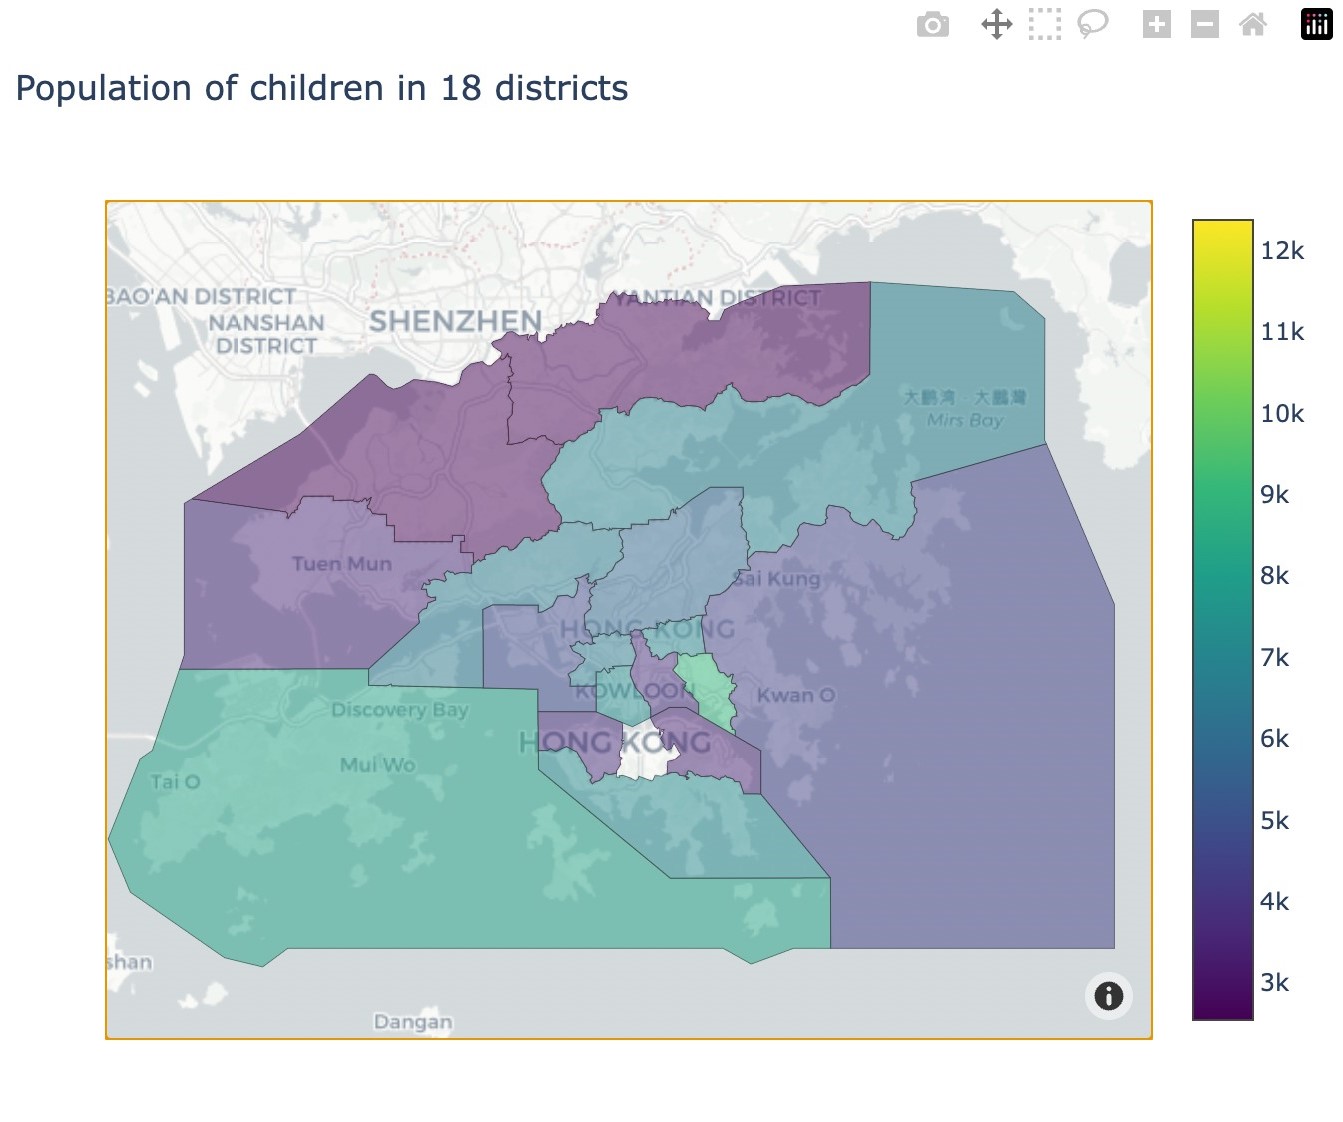 Population of children in 18 districts
BAO'AN DISTRICT
YANTIAN DISTRICT
NANSHAN
DISTRICT
SHENZHEN
大鹏湾・大鵬灣
Mirs Bay
Tuen Mun
Sai Kung
HONG KONG
KOWLOON
Kwan O
Discovery Bay
HONG KONG
Mui Wo
Tai O
shan
Dangan
12k
11k
10k
9k
8k
7k
6k
5k
4k
3k